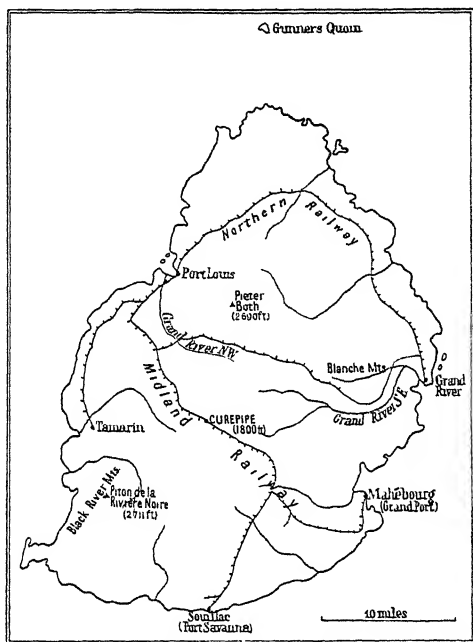 Gunners Quoin
Northern Railway
Port Louis
Pieter
Both
(2690ft)
Grand River NW
Blanche Mts.
Grand
River
Grand River S.E.
Midland
Railway
CUREPIPE
(1800ft)
Tamarin
Black River Mts.
Piton de la
Rivière Noire
(2711ft)
Mahébourg
(Grand Port)
Souillac
(Port Savanna)
10 miles